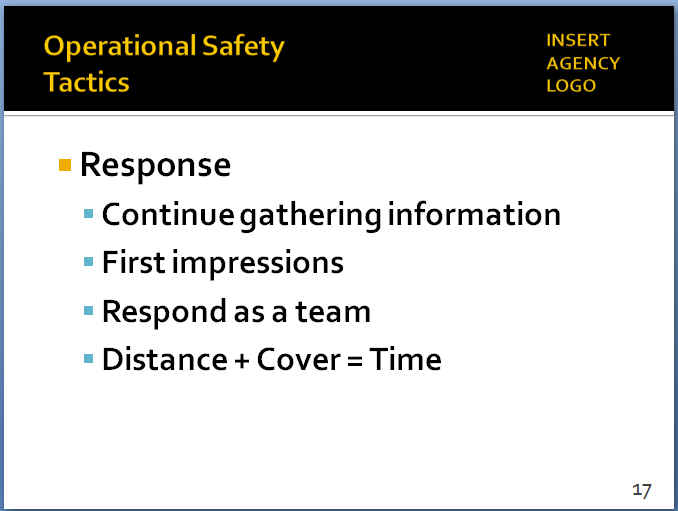 Operational Safety
Tactics
INSERT
AGENCY
LOGO
Response
Continue gathering information
First impressions
Respond as a team
Distance + Cover = Time
17